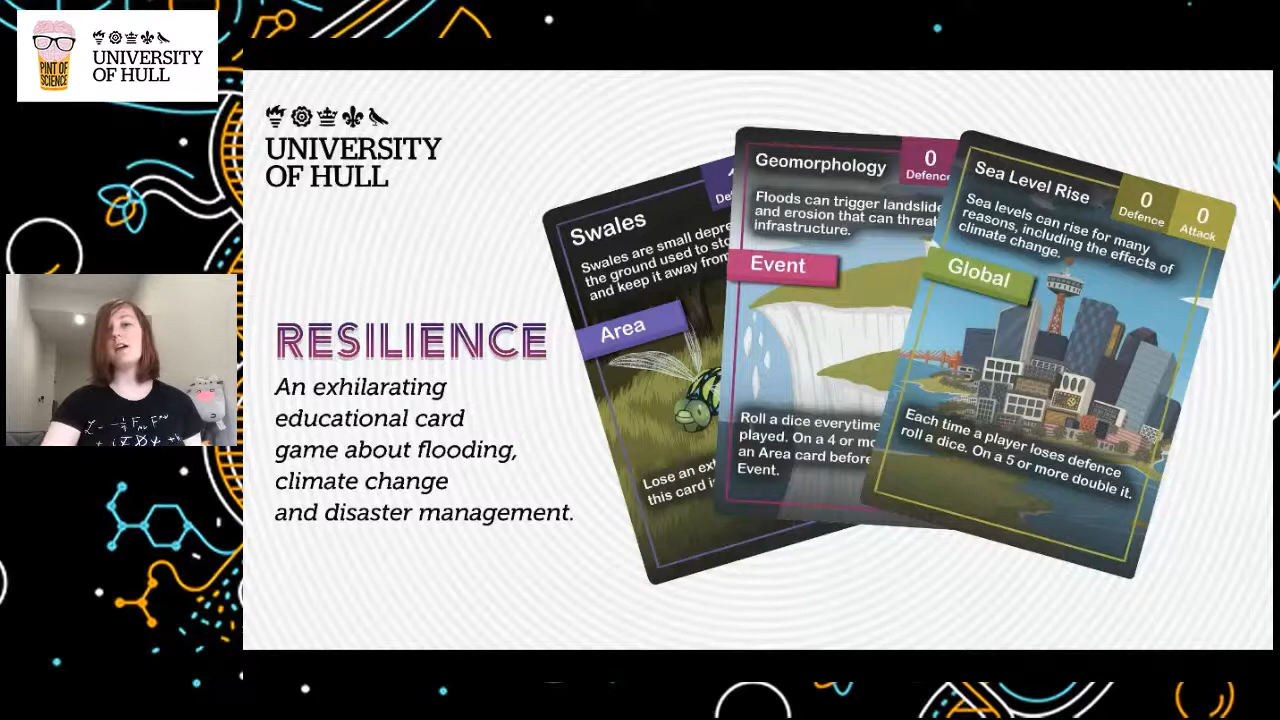 PINT OF
SCIENCE
UNIVERSITY
OF HULL
UNIVERSITY
OF HULL
RESILIENCE
An exhilarating
educational card
game about flooding,
climate change
and disaster management.
Swales
Swales are small
the ground used to
and keep it away from
Area
Lose an
this card
Geomorphology
0
Defence
Floods can trigger
and erosion that can
infrastructure.
Event
Roll a dice everytime
played. On a 4 or
an Area card before
Event.
Sea Level Rise
0
Defence
0
Attack
Sea levels can rise for many
reasons, including the effects of
climate change.
Global
Each time a player loses defence
roll a dice. On a 5 or more double it.